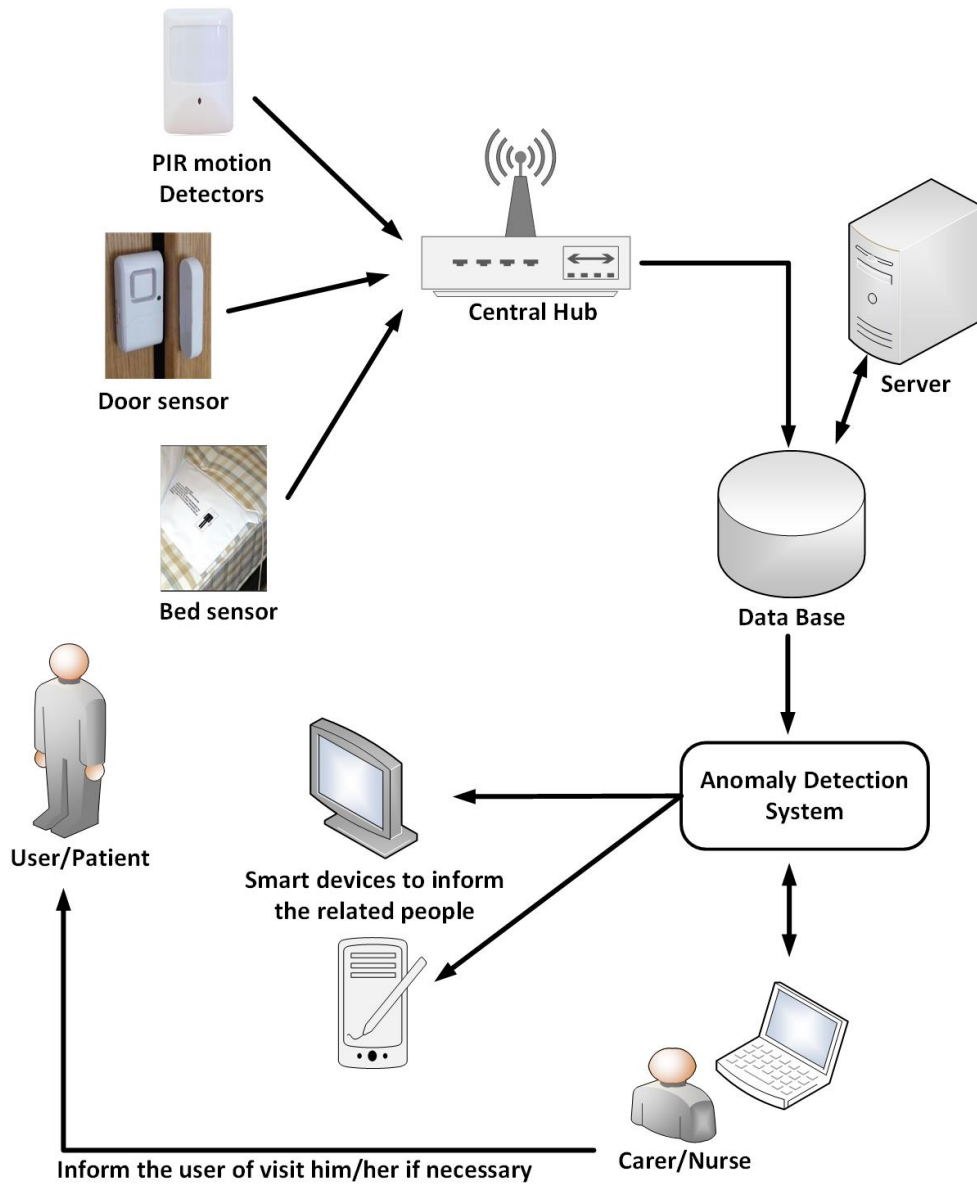 PIR motion
Detectors
Central Hub
Door sensor
Server
Bed sensor
Data Base
Anomaly Detection
System
User/Patient
Smart devices to inform
the related people
Carer/Nurse
Inform the user of visit him/her if necessary